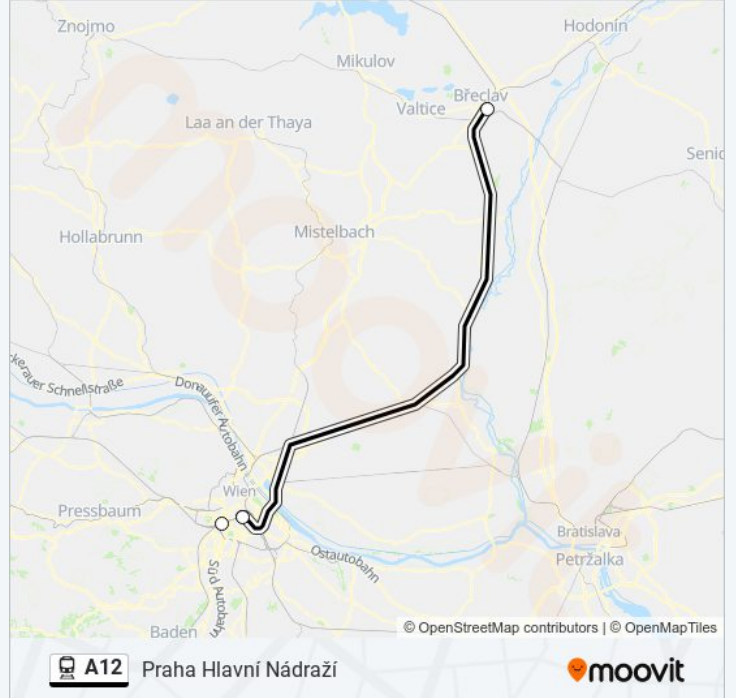 Znojmo
Hodonín
Mikulov
Břeclav
Valtice
Laa an der Thaya
Senic
Mistelbach
Hollabrunn
ckerauer Schnellstraße
Donauufer Autobahn
Wien
Pressbaum
Bratislava
Ostautobahn
Petržalka
Süd Autobahn
Baden
© OpenStreetMap contributors | © OpenMapTiles
A12 Praha Hlavní Nádraží
moovit
moovit